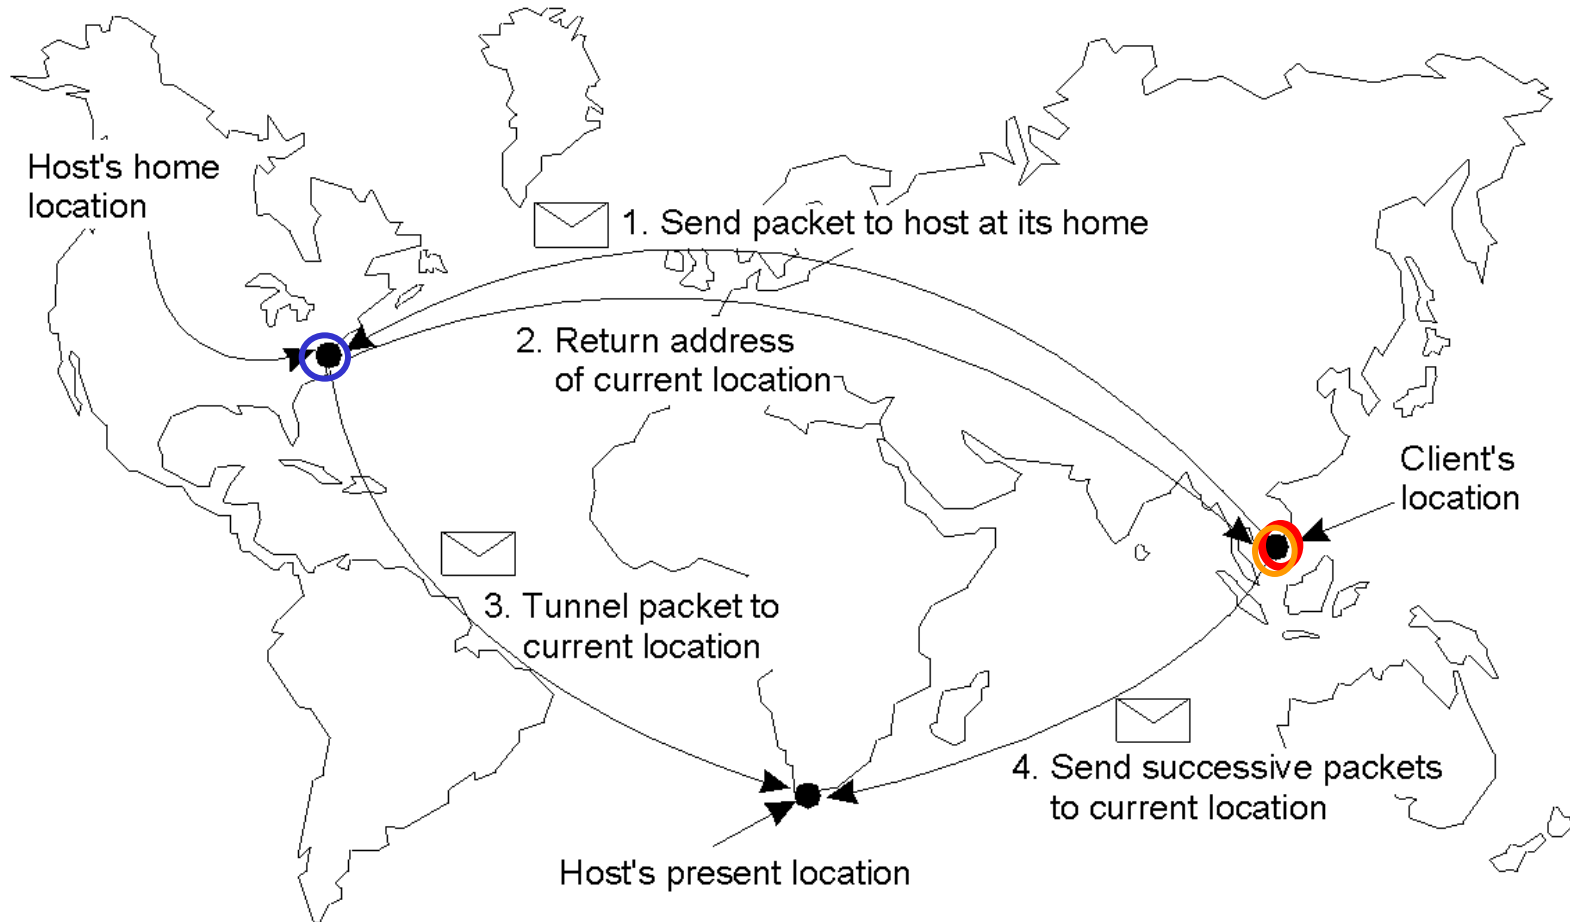 Host's home
location
1. Send packet to host at its home
2. Return address
of current location
Client's
location
3. Tunnel packet to
current location
4. Send successive packets
to current location
Host's present location